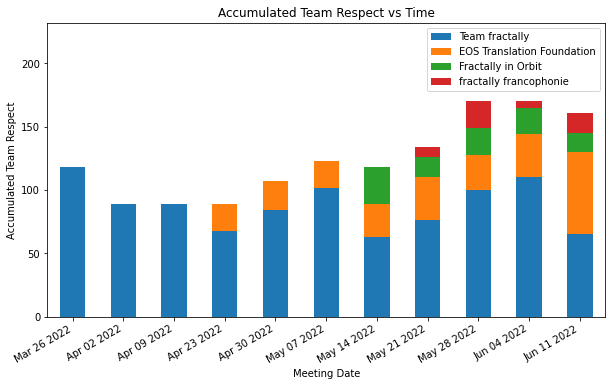 Accumulated Team Respect vs Time
Team fractally
EOS Translation Foundation
Fractally in Orbit
fractally francophonie
Accumulated Team Respect
200
150
100
50
0
Mar 26 2022
Apr 02 2022
Apr 09 2022
Apr 23 2022
Apr 30 2022
May 07 2022
May 14 2022
May 21 2022
May 28 2022
Jun 04 2022
Jun 11 2022
Meeting Date